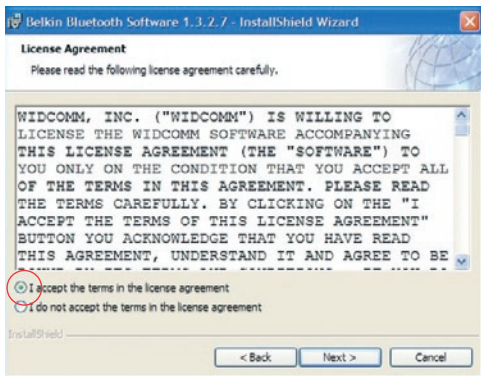 Belkin Bluetooth Software 1.3.2.7 - InstallShield Wizard
License Agreement
Please read the following license agreement carefully.
WIDCOMM, INC. ("WIDCOMM") IS WILLING TO
LICENSE THE WIDCOMM SOFTWARE ACCOMPANYING
THIS LICENSE AGREEMENT (THE "SOFTWARE") TO
YOU ONLY ON THE CONDITION THAT YOU ACCEPT ALL
OF THE TERMS IN THIS AGREEMENT. PLEASE READ
THE TERMS CAREFULLY. BY CLICKING ON THE "I
ACCEPT THE TERMS OF THIS LICENSE AGREEMENT"
BUTTON YOU ACKNOWLEDGE THAT YOU HAVE READ
THIS AGREEMENT, UNDERSTAND IT AND AGREE TO BE
I accept the terms in the license agreement
I do not accept the terms in the license agreement
InstallShield
< Back Next > Cancel